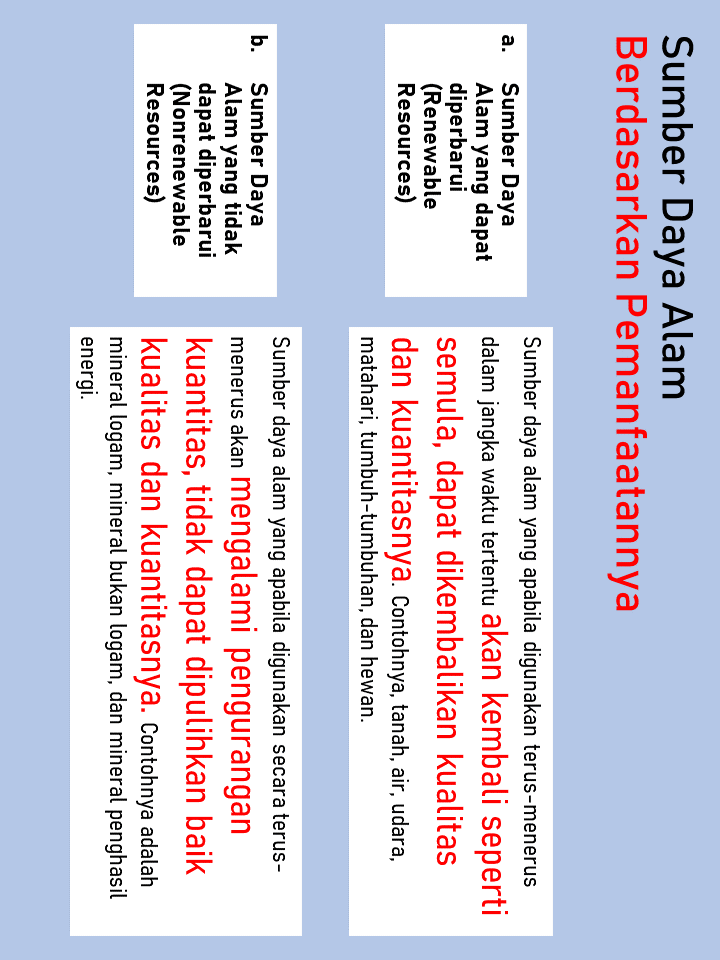 Sumber Daya Alam
Berdasarkan Pemanfaatannya
a. Sumber Daya
Alam yang dapat
diperbarui
(Renewable
Resources)
Sumber daya alam yang apabila digunakan terus-menerus
dalam jangka waktu tertentu akan kembali seperti
semula, dapat dikembalikan kualitas
dan kuantitasnya. Contohnya, tanah, air, udara,
matahari, tumbuh-tumbuhan, dan hewan.
b. Sumber Daya
Alam yang tidak
dapat diperbarui
(Nonrenewable
Resources)
Sumber daya alam yang apabila digunakan secara terus-
menerus akan mengalami pengurangan
kuantitas, tidak dapat dipulihkan baik
kualitas dan kuantitasnya. Contohnya adalah
mineral logam, mineral bukan logam, dan mineral penghasil
energi.